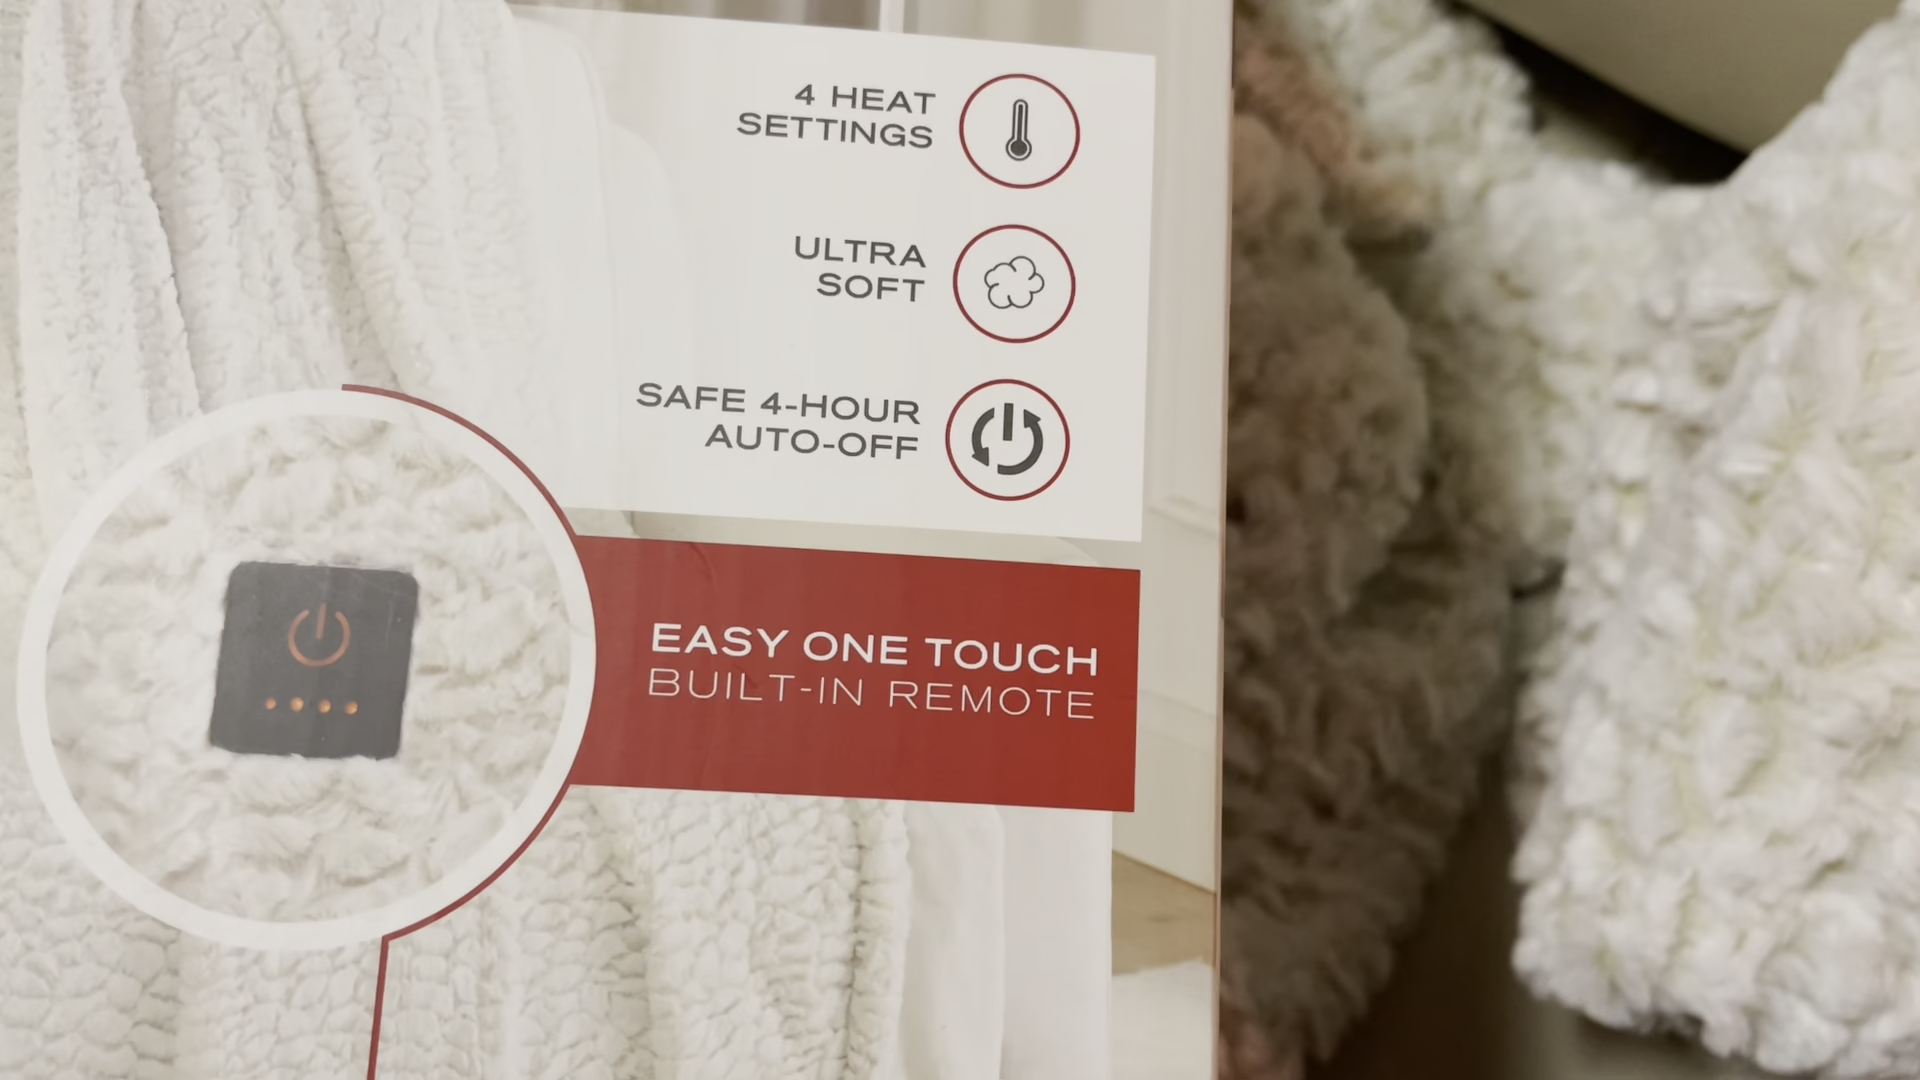 4 HEAT
SETTINGS
ULTRA
SOFT
SAFE 4-HOUR
AUTO-OFF
EASY ONE TOUCH
BUILT-IN REMOTE